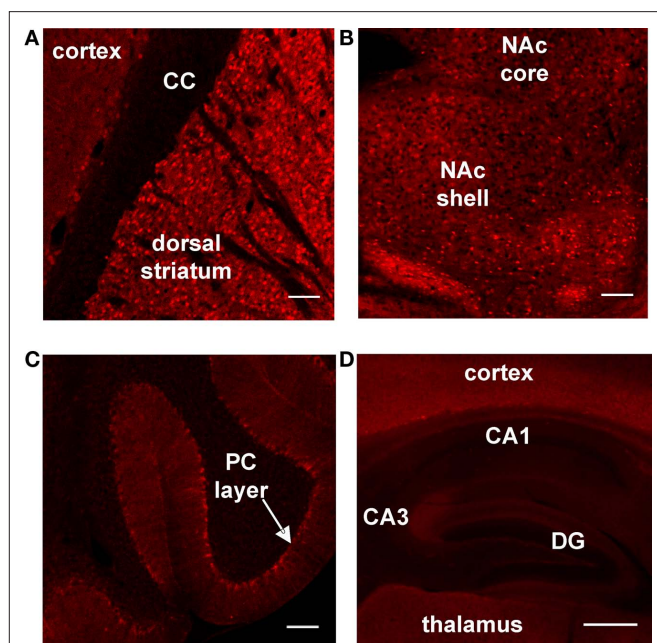 A
cortex
CC
dorsal
striatum
B
NAc
core
NAc
shell
C
PC
layer
D
cortex
CA1
CA3
DG
thalamus